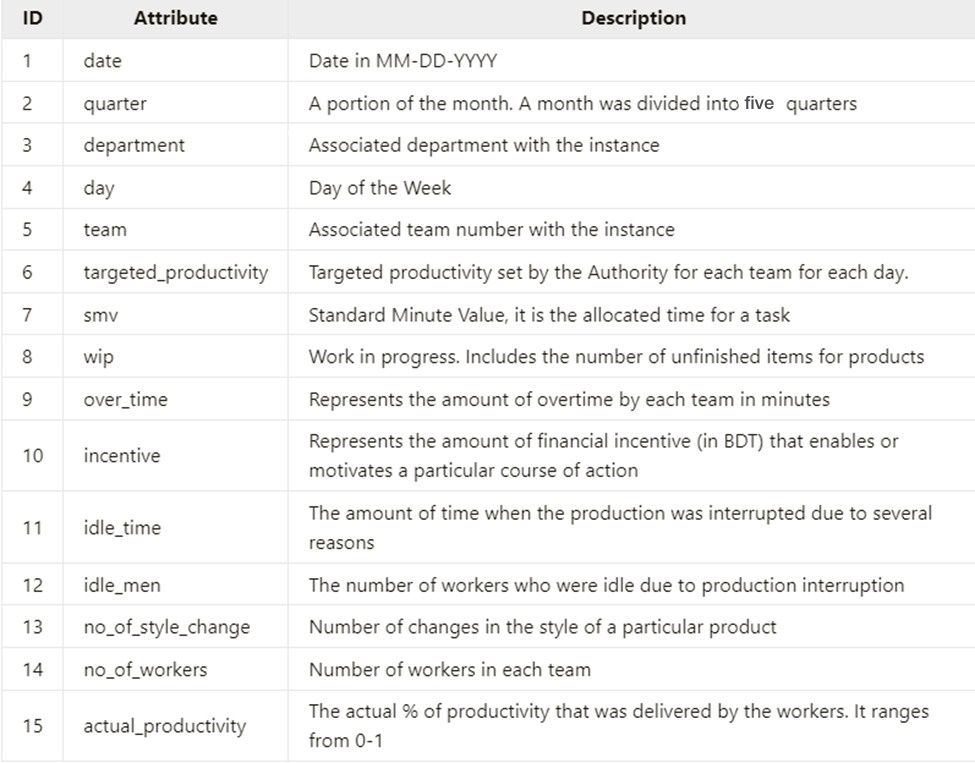 ID Attribute Description
1 date Date in MM-DD-YYYY
2 quarter A portion of the month. A month was divided into five quarters
3 department Associated department with the instance
4 day Day of the Week
5 team Associated team number with the instance
6 targeted_productivity Targeted productivity set by the Authority for each team for each day.
7 smv Standard Minute Value, it is the allocated time for a task
8 wip Work in progress. Includes the number of unfinished items for products
9 over_time Represents the amount of overtime by each team in minutes
10 incentive Represents the amount of financial incentive (in BDT) that enables or
motivates a particular course of action
11 idle_time The amount of time when the production was interrupted due to several
reasons
12 idle_men The number of workers who were idle due to production interruption
13 no_of_style_change Number of changes in the style of a particular product
14 no_of_workers Number of workers in each team
15 actual_productivity The actual % of productivity that was delivered by the workers. It ranges
from 0-1